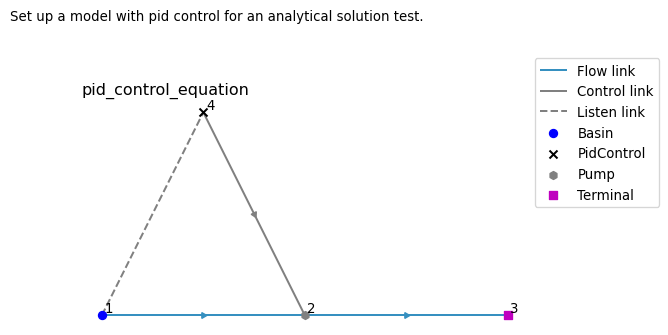 Set up a model with pid control for an analytical solution test.
pid_control_equation
4
1
2
3
Flow link
Control link
Listen link
Basin
PidControl
Pump
Terminal